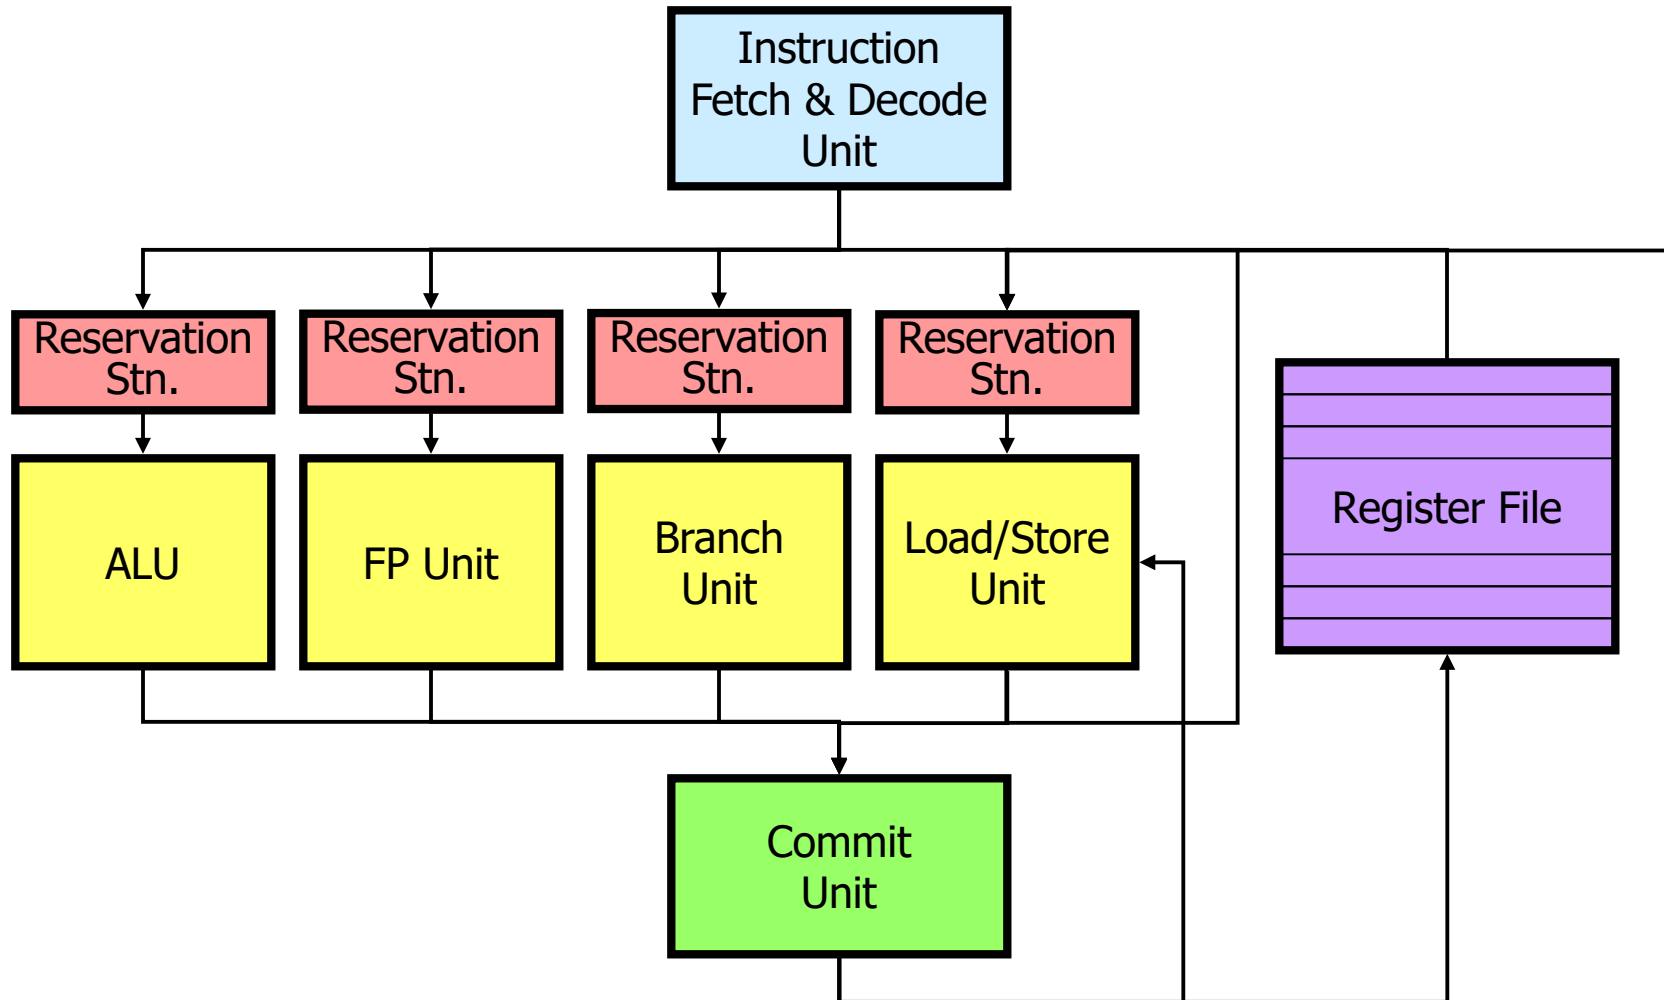 Instruction
Fetch & Decode
Unit
Reservation
Stn.
Reservation
Stn.
Reservation
Stn.
Reservation
Stn.
ALU
FP Unit
Branch
Unit
Load/Store
Unit
Register File
Commit
Unit